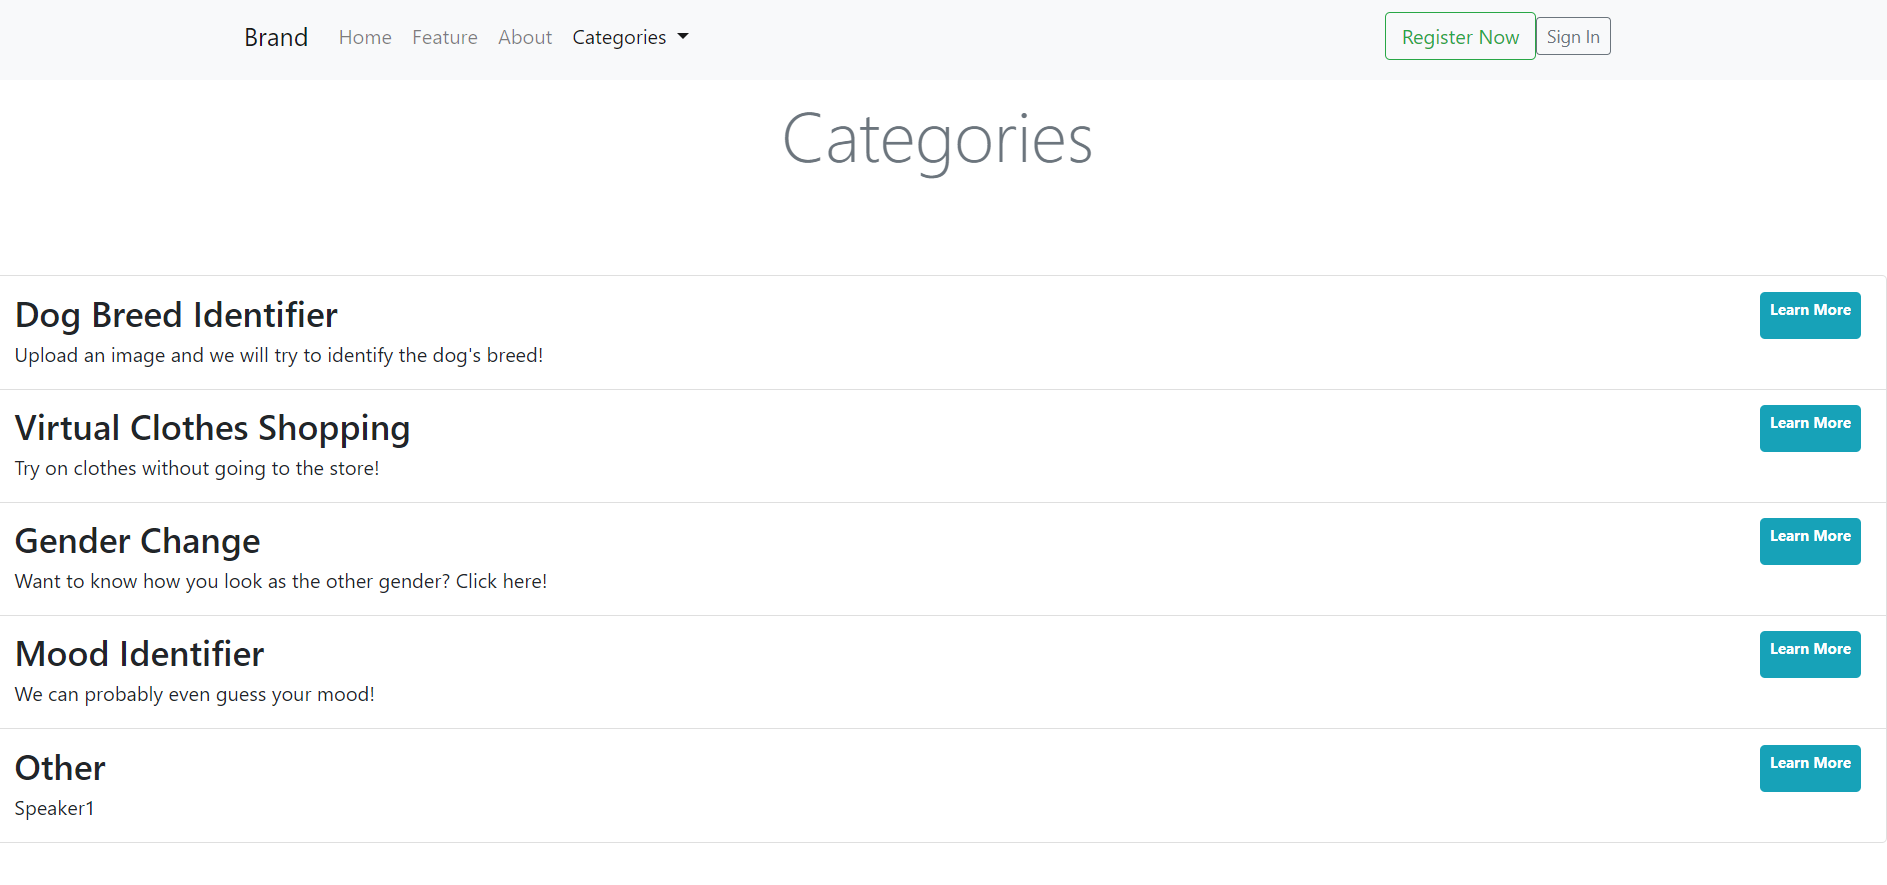 Brand Home Feature About Categories Register Now Sign In
Categories
Dog Breed Identifier Learn More
Upload an image and we will try to identify the dog's breed!
Virtual Clothes Shopping Learn More
Try on clothes without going to the store!
Gender Change Learn More
Want to know how you look as the other gender? Click here!
Mood Identifier Learn More
We can probably even guess your mood!
Other Learn More
Speaker1